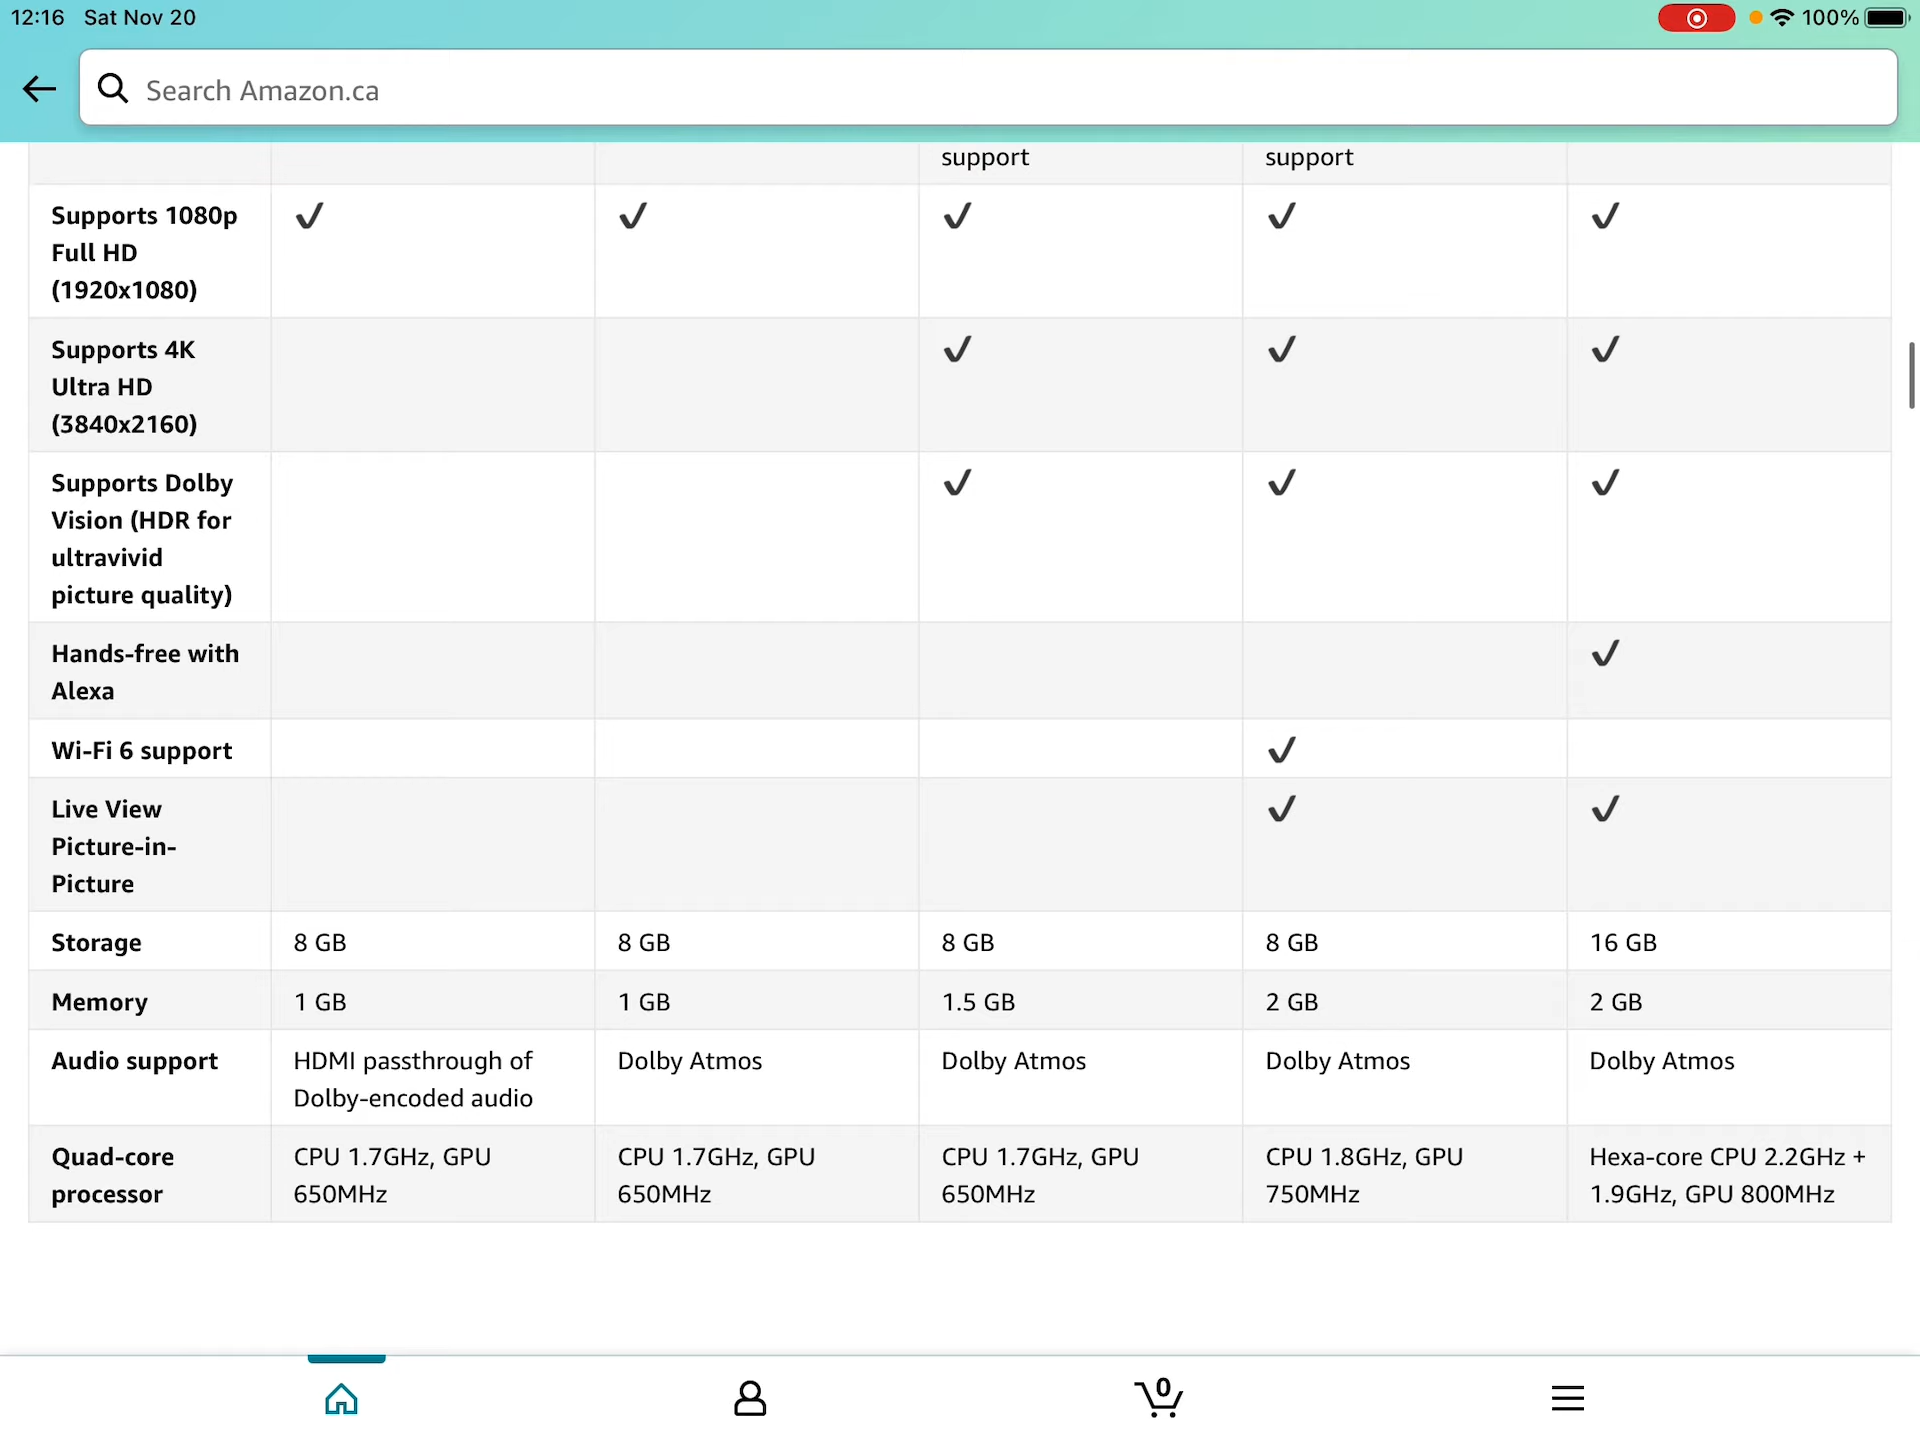 12:16 Sat Nov 20
100%
Search Amazon.ca
support support
Supports 1080p
Full HD
(1920x1080)
✓ ✓ ✓ ✓ ✓
Supports 4K
Ultra HD
(3840x2160)
✓ ✓ ✓
Supports Dolby
Vision (HDR for
ultravivid
picture quality)
✓ ✓ ✓
Hands-free with
Alexa
✓
Wi-Fi 6 support ✓
Live View
Picture-in-
Picture
✓ ✓
Storage 8 GB 8 GB 8 GB 8 GB 16 GB
Memory 1 GB 1 GB 1.5 GB 2 GB 2 GB
Audio support HDMI passthrough of Dolby Atmos Dolby Atmos Dolby Atmos Dolby Atmos
Dolby-encoded audio
Quad-core CPU 1.7GHz, GPU CPU 1.7GHz, GPU CPU 1.7GHz, GPU CPU 1.8GHz, GPU Hexa-core CPU 2.2GHz +
processor 650MHz 650MHz 650MHz 750MHz 1.9GHz, GPU 800MHz
0